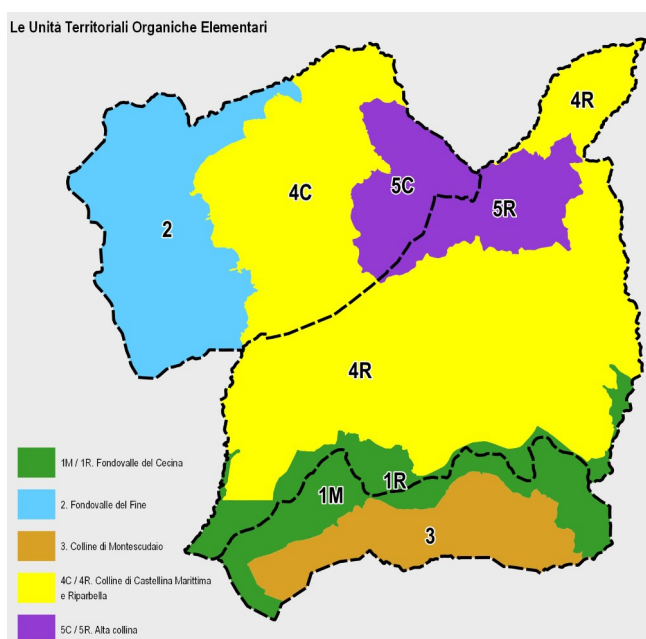 Le Unità Territoriali Organiche Elementari
4R
4C
5C
5R
2
4R
1M / 1R. Fondovalle del Cecina
1R
1M
2. Fondovalle del Fine
3
3. Colline di Montescudaio
4C / 4R. Colline di Castellina Marittima
e Riparbella
5C / 5R. Alta collina